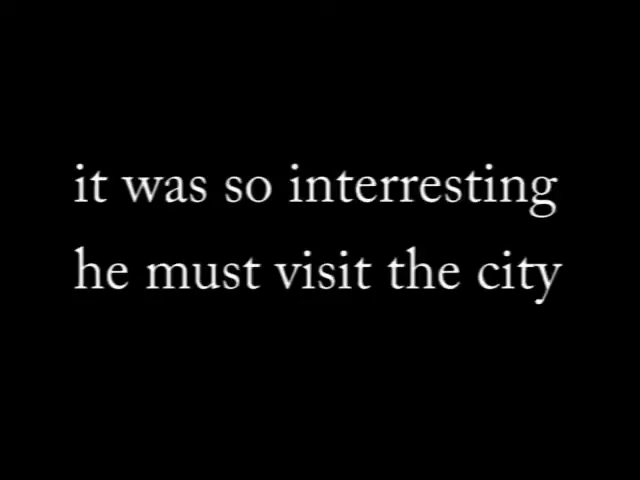 it was so interresting
he must visit the city